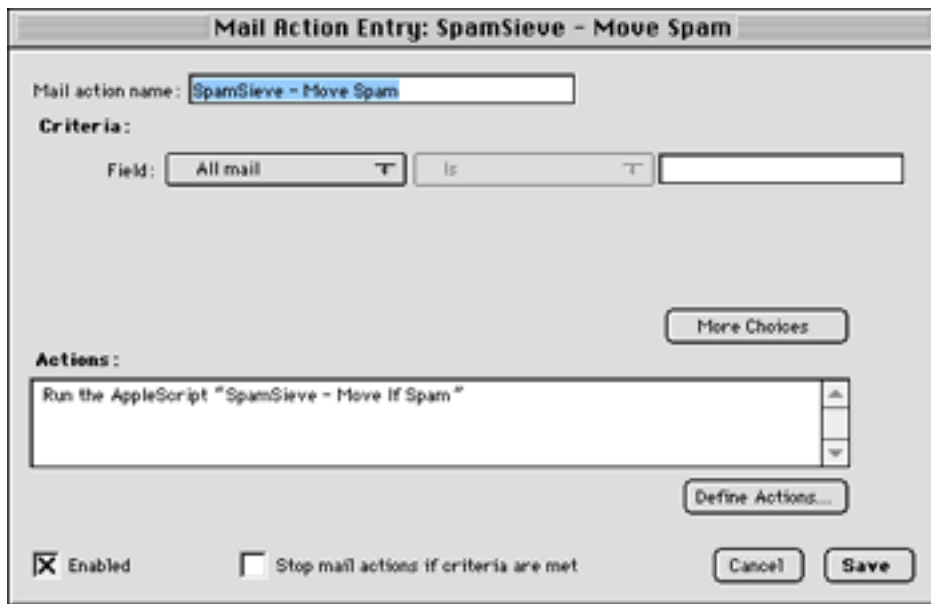 Mail Action Entry: SpamSieve - Move Spam
Mail action name: SpamSieve - Move Spam
Criteria:
Field: All mail Is
More Choices
Actions:
Run the AppleScript "SpamSieve - Move If Spam"
Define Actions...
Enabled Stop mail actions if criteria are met Cancel Save